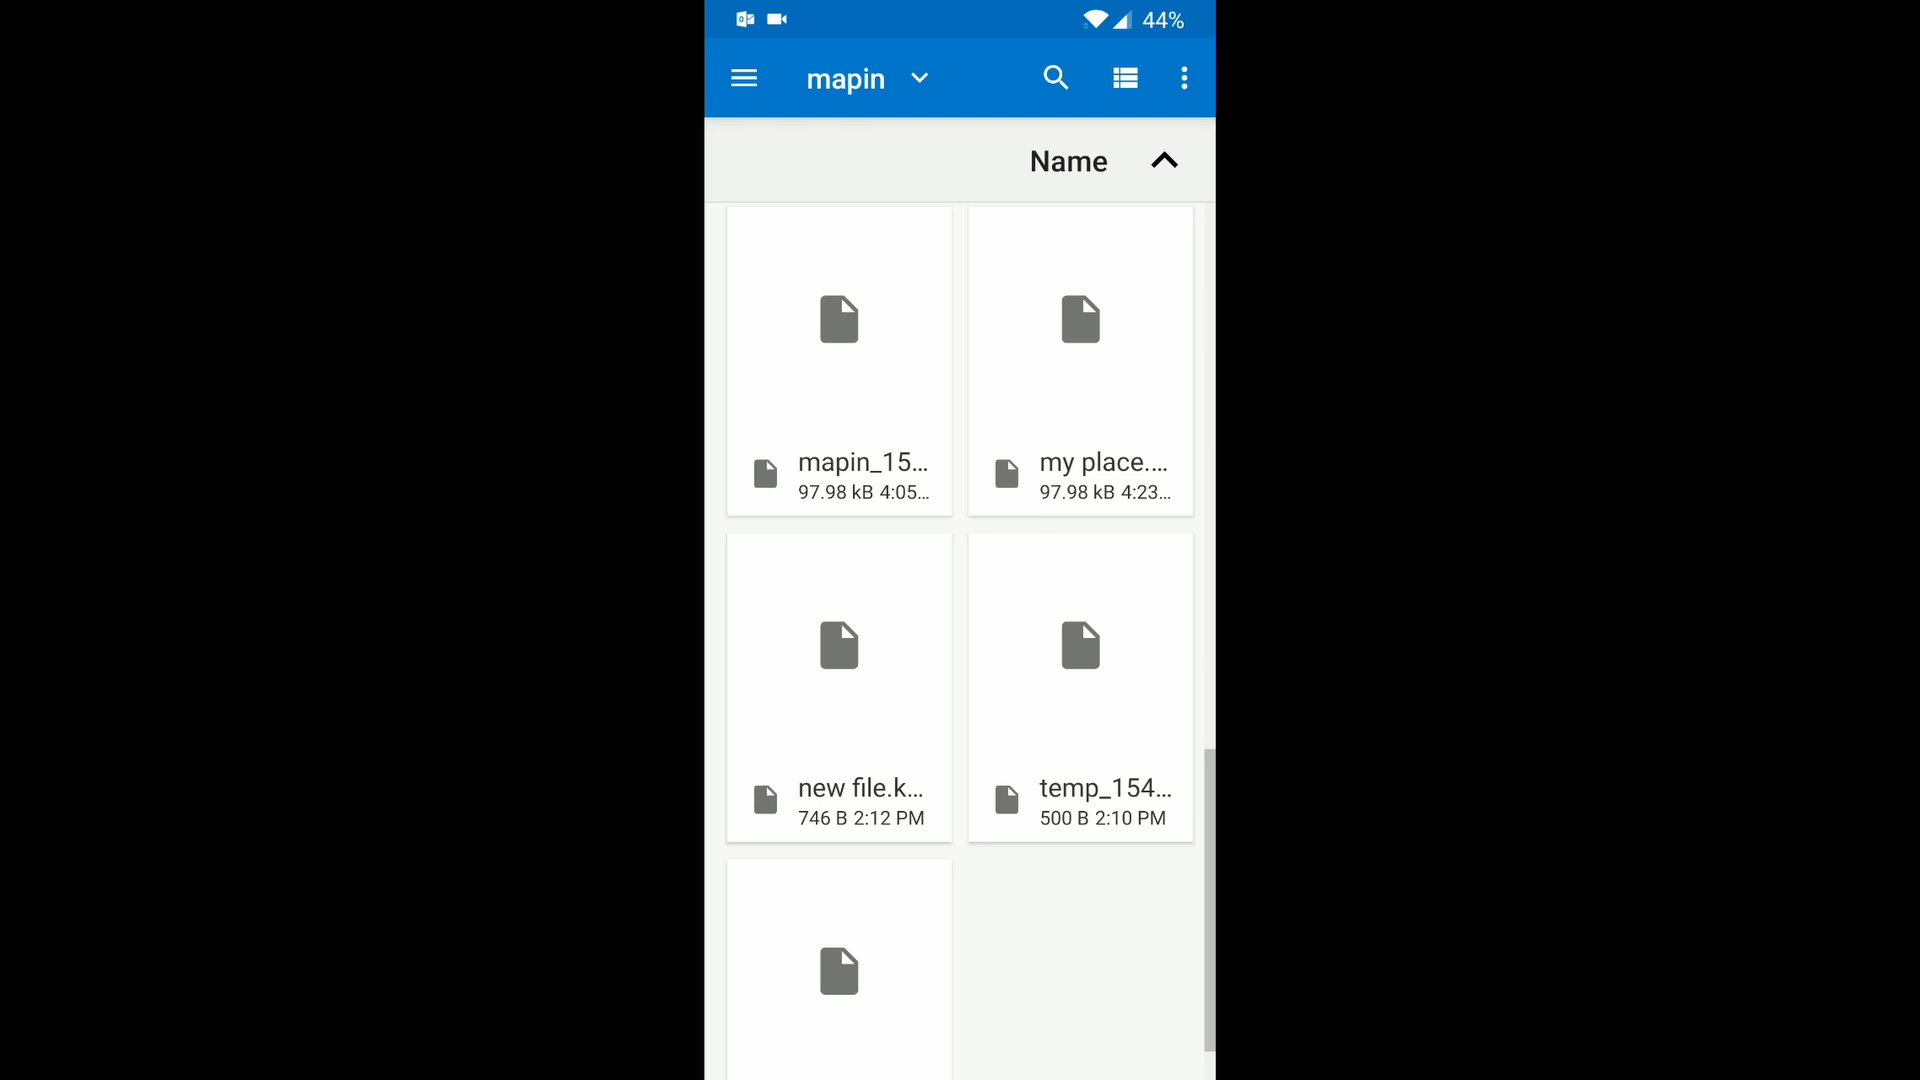 44%
mapin
Name
mapin_15...
97.98 kB 4:05...
my place....
97.98 kB 4:23...
new file.k...
746 B 2:12 PM
temp_154...
500 B 2:10 PM